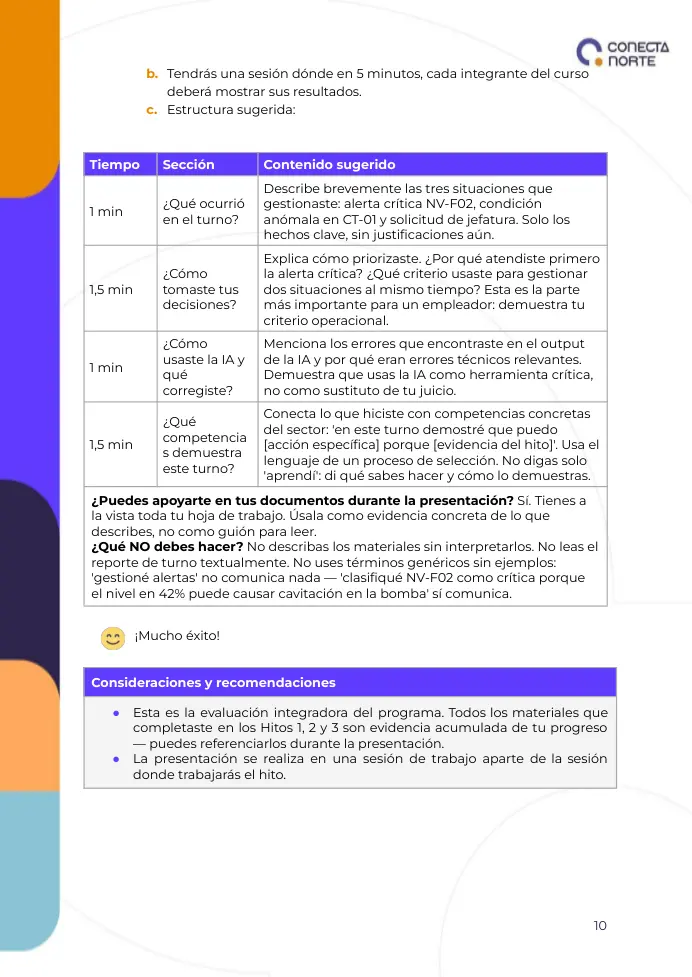 CONECTA
NORTE
b. Tendrás una sesión dónde en 5 minutos, cada integrante del curso
deberá mostrar sus resultados.
c. Estructura sugerida:
Tiempo Sección Contenido sugerido
1 min
¿Qué ocurrió
en el turno?
Describe brevemente las tres situaciones que
gestionaste: alerta crítica NV-F02, condición
anómala en CT-01 y solicitud de jefatura. Solo los
hechos clave, sin justificaciones aún.
1,5 min
¿Cómo
tomaste tus
decisiones?
Explica cómo priorizaste. ¿Por qué atendiste primero
la alerta crítica? ¿Qué criterio usaste para gestionar
dos situaciones al mismo tiempo? Esta es la parte
más importante para un empleador: demuestra tu
criterio operacional.
1 min
¿Cómo
usaste la IA y
qué
corregiste?
Menciona los errores que encontraste en el output
de la IA y por qué eran errores técnicos relevantes.
Demuestra que usas la IA como herramienta crítica,
no como sustituto de tu juicio.
1,5 min
¿Qué
competencia
s demuestra
este turno?
Conecta lo que hiciste con competencias concretas
del sector: 'en este turno demostré que puedo
[acción específica] porque [evidencia del hito]'. Usa el
lenguaje de un proceso de selección. No digas solo
'aprendí': di qué sabes hacer y cómo lo demuestras.
¿Puedes apoyarte en tus documentos durante la presentación? Sí. Tienes a
la vista toda tu hoja de trabajo. Úsala como evidencia concreta de lo que
describes, no como guión para leer.
¿Qué NO debes hacer? No describas los materiales sin interpretarlos. No leas el
reporte de turno textualmente. No uses términos genéricos sin ejemplos:
'gestioné alertas' no comunica nada — 'clasifiqué NV-F02 como crítica porque
el nivel en 42% puede causar cavitación en la bomba' sí comunica.
¡Mucho éxito!
Consideraciones y recomendaciones
● Esta es la evaluación integradora del programa. Todos los materiales que
completaste en los Hitos 1, 2 y 3 son evidencia acumulada de tu progreso
— puedes referenciarlos durante la presentación.
● La presentación se realiza en una sesión de trabajo aparte de la sesión
donde trabajarás el hito.
10